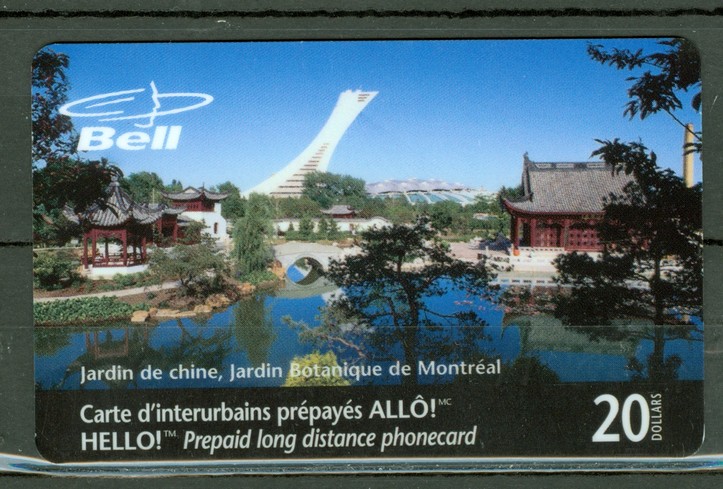 Bell
Jardin de chine, Jardin Botanique de Montréal
Carte d'interurbains prépayés ALLÔ!MC
HELLO!™ Prepaid long distance phonecard
20 DOLLARS